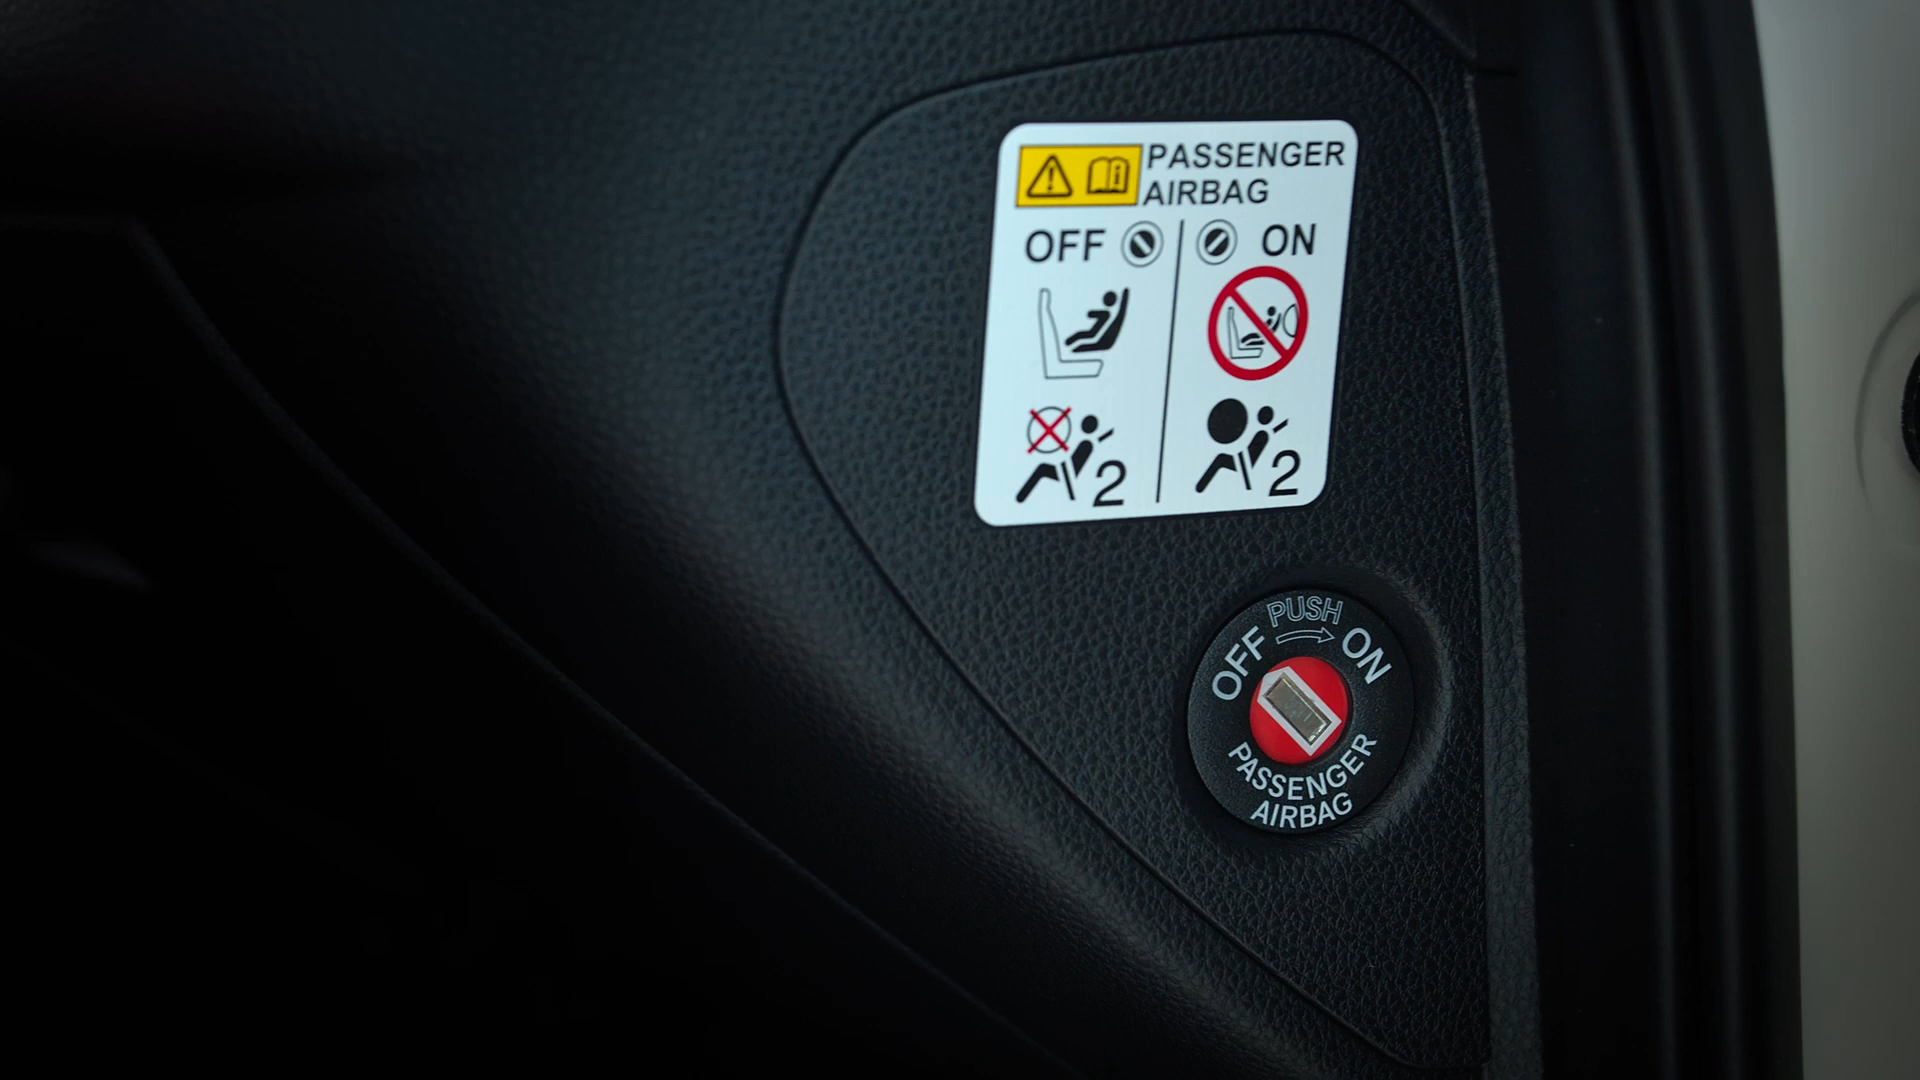 PASSENGER
AIRBAG
OFF ON
2 2
PUSH
OFF ON
PASSENGER
AIRBAG